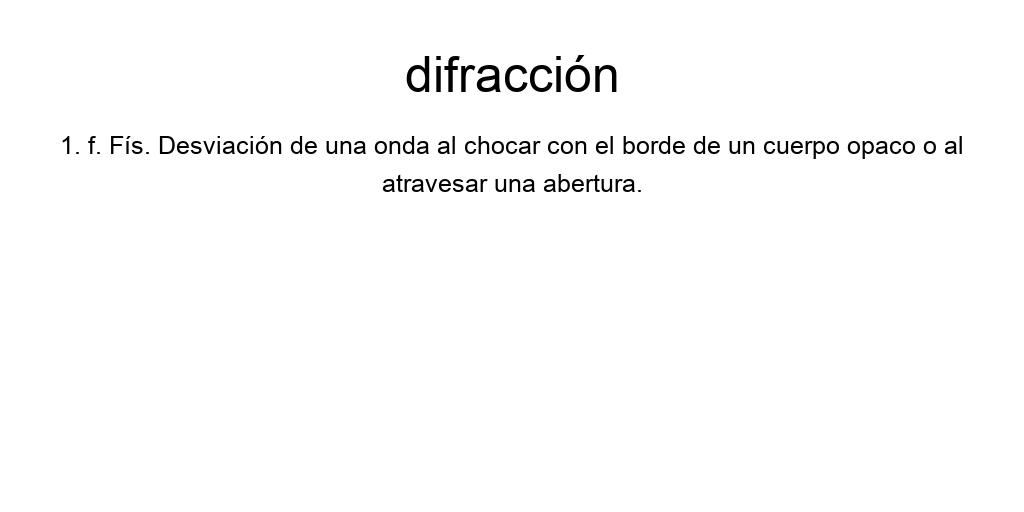 difracción
1. f. Fís. Desviación de una onda al chocar con el borde de un cuerpo opaco o al
atravesar una abertura.